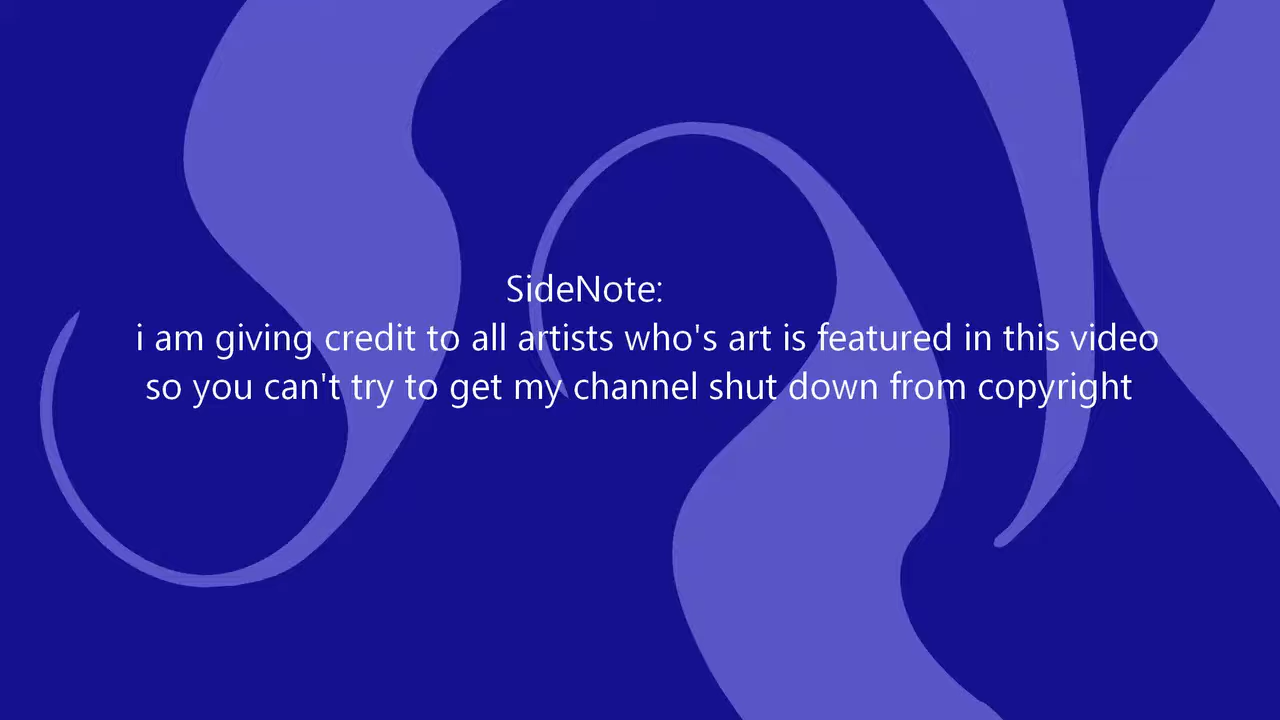 SideNote:
i am giving credit to all artists who's art is featured in this video
so you can't try to get my channel shut down from copyright